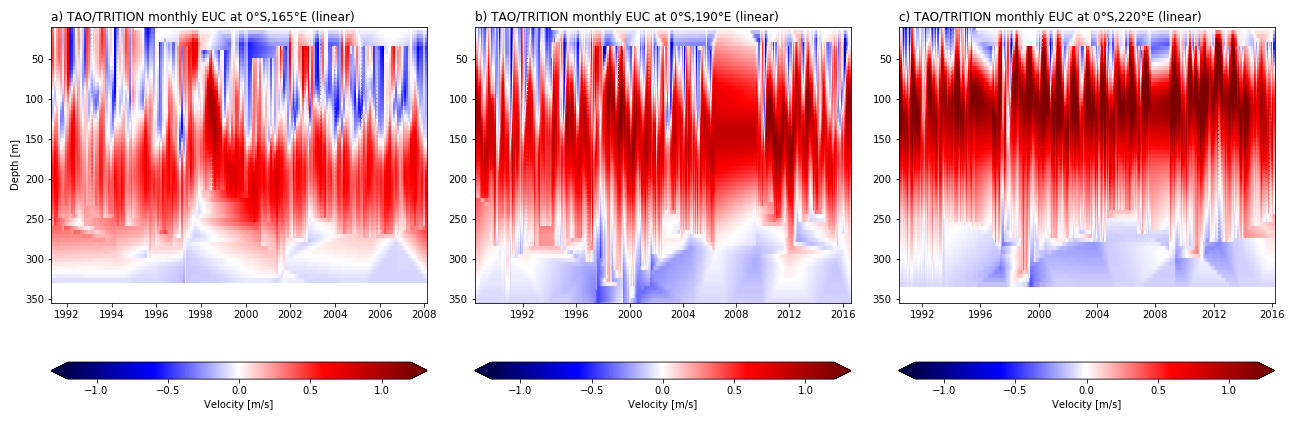 a) TAO/TRITION monthly EUC at 0°S,165°E (linear)
b) TAO/TRITION monthly EUC at 0°S,190°E (linear)
c) TAO/TRITION monthly EUC at 0°S,220°E (linear)
Depth [m]
50
100
150
200
250
300
350
1992 1994 1996 1998 2000 2002 2004 2006 2008
50
100
150
200
250
300
350
1992 1996 2000 2004 2008 2012 2016
50
100
150
200
250
300
350
1992 1996 2000 2004 2008 2012 2016
−1.0 −0.5 0.0 0.5 1.0
Velocity [m/s]
−1.0 −0.5 0.0 0.5 1.0
Velocity [m/s]
−1.0 −0.5 0.0 0.5 1.0
Velocity [m/s]